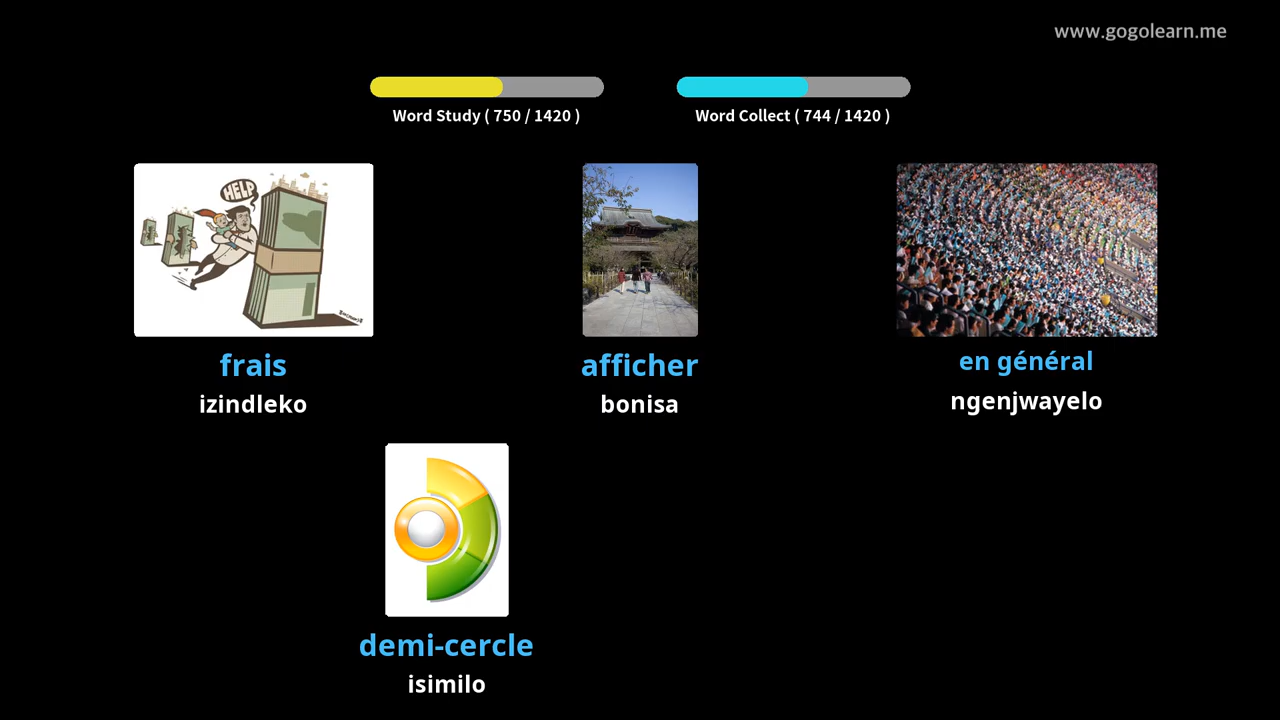 www.gogolearn.me
Word Study ( 750 / 1420 )
Word Collect ( 744 / 1420 )
HELP
frais
izindleko
afficher
bonisa
en général
ngenjwayelo
demi-cercle
isimilo